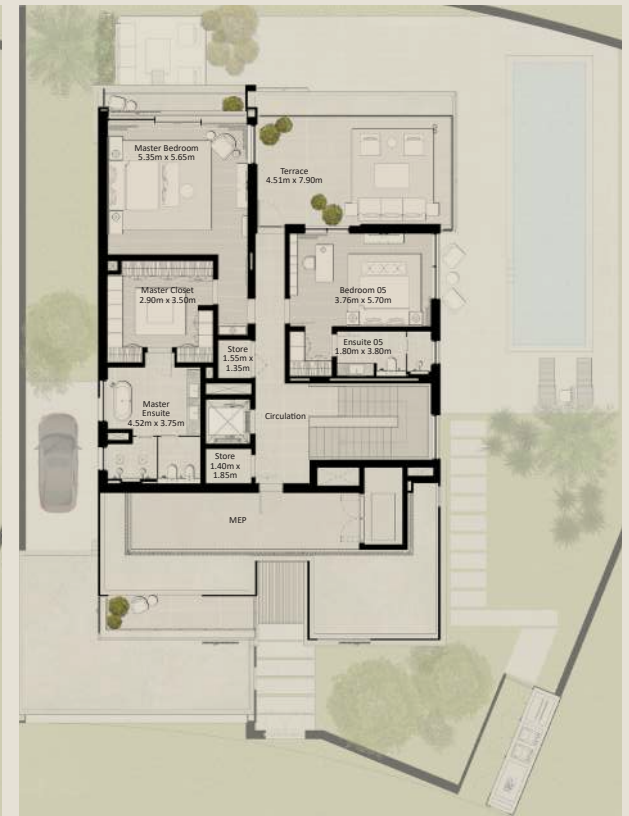 Master Bedroom
5.35m x 5.65m
Terrace
4.51m x 7.90m
Master Closet
2.90m x 3.50m
Bedroom 05
3.76m x 5.70m
Store
1.55m x
1.35m
Ensuite 05
1.80m x 3.80m
Master
Ensuite
4.52m x 3.75m
Circulation
Store
1.40m x
1.85m
MEP